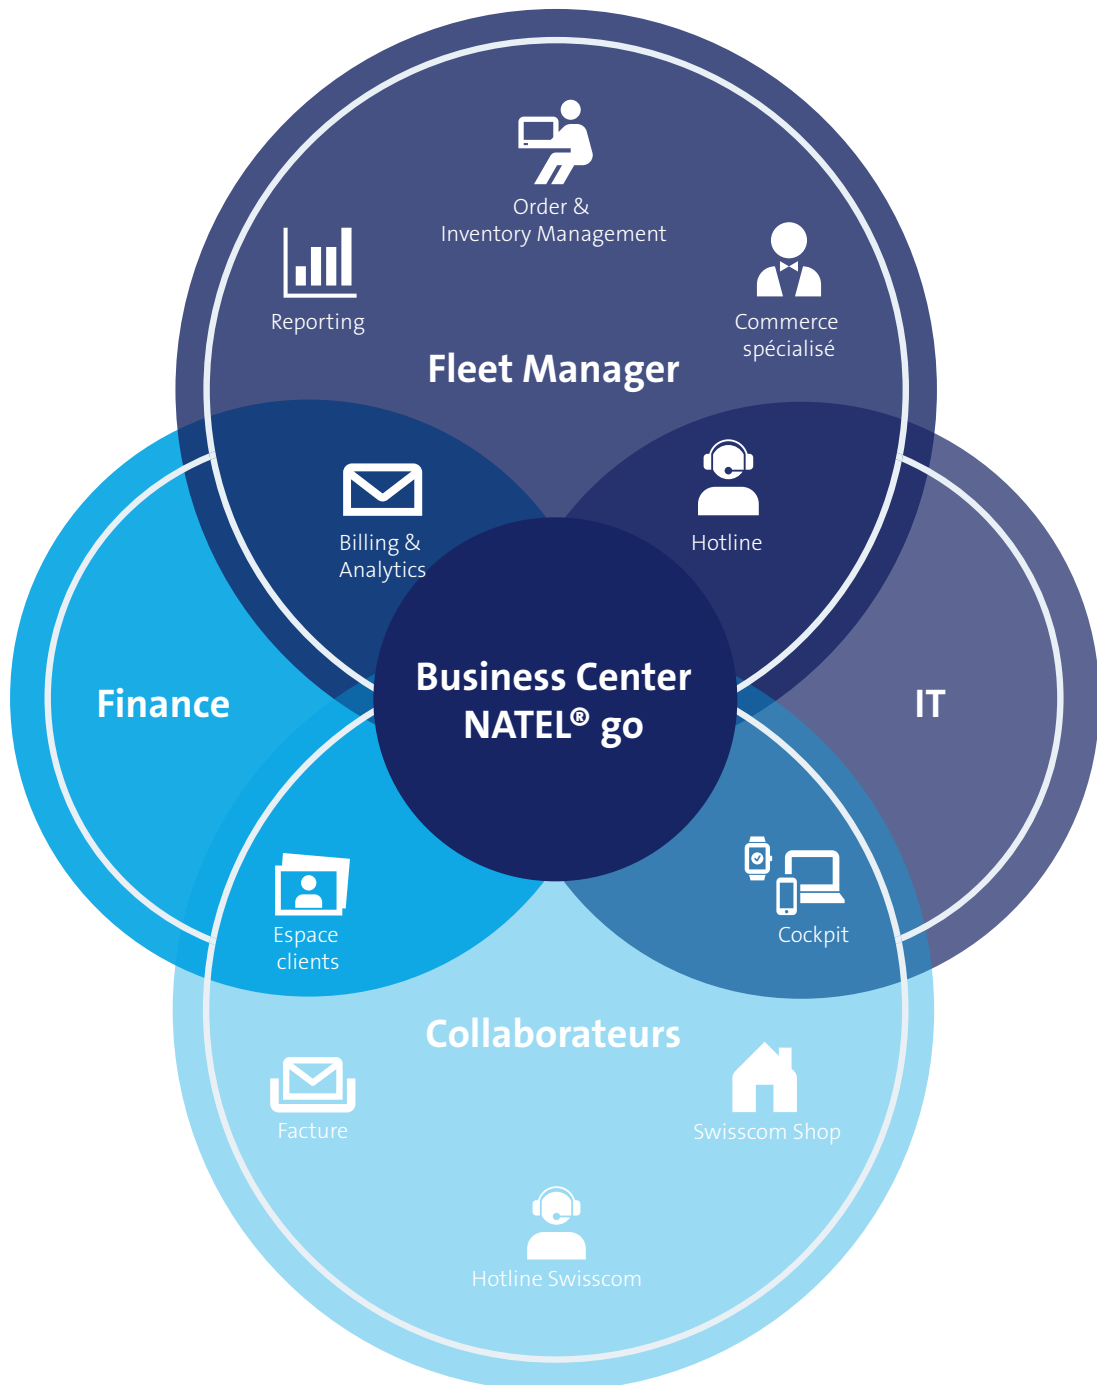 Order &
Inventory Management
Reporting
Commerce
spécialisé
Fleet Manager
Billing &
Analytics
Hotline
Business Center
NATEL® go
Finance
IT
Espace
clients
Cockpit
Collaborateurs
Facture
Swisscom Shop
Hotline Swisscom